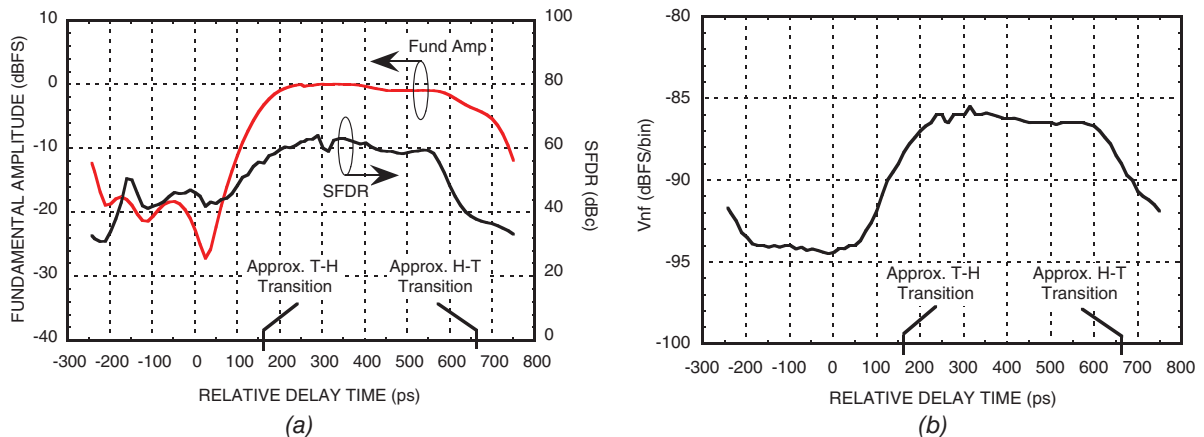 10
0
-10
-20
-30
-40
FUNDAMENTAL AMPLITUDE (dBFS)
100
80
60
40
20
0
SFDR (dBc)
Fund Amp
SFDR
Approx. T-H
Transition
Approx. H-T
Transition
-300 -200 -100 0 100 200 300 400 500 600 700 800
RELATIVE DELAY TIME (ps)
(a)
-80
-85
-90
-95
-100
Vnf (dBFS/bin)
Approx. T-H
Transition
Approx. H-T
Transition
-300 -200 -100 0 100 200 300 400 500 600 700 800
RELATIVE DELAY TIME (ps)
(b)